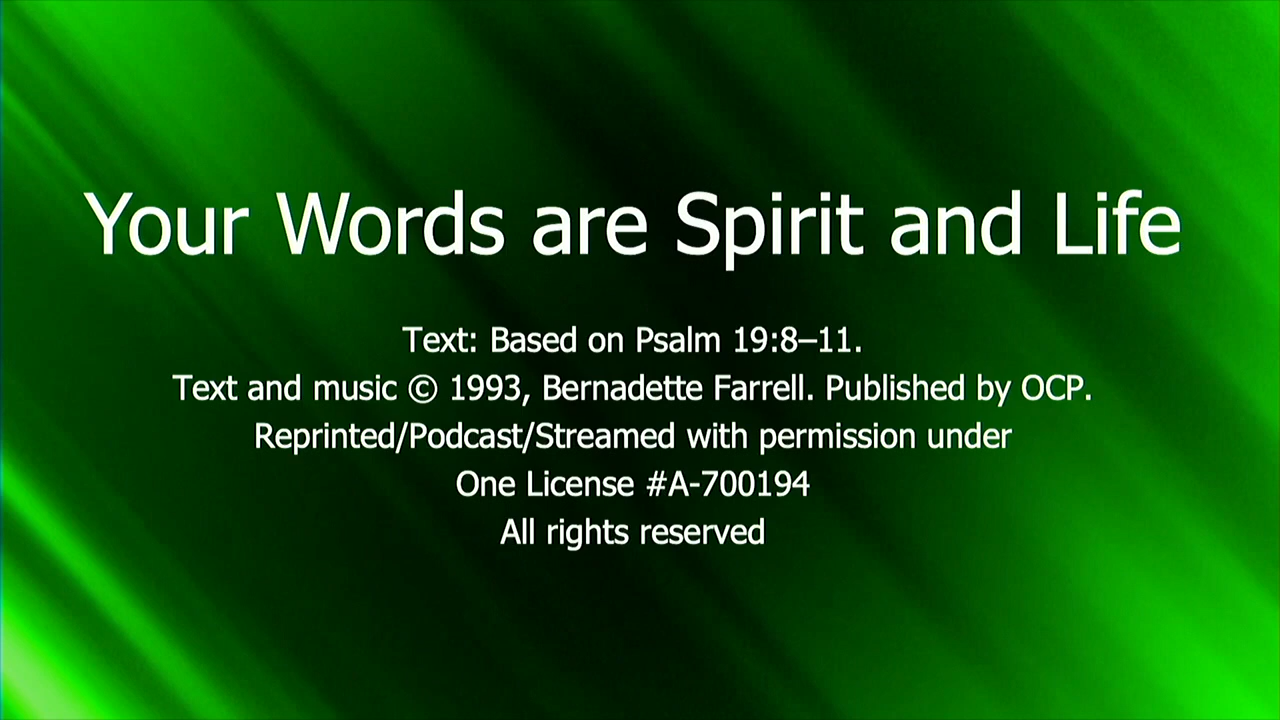 Your Words are Spirit and Life
Text: Based on Psalm 19:8–11.
Text and music © 1993, Bernadette Farrell. Published by OCP.
Reprinted/Podcast/Streamed with permission under
One License #A-700194
All rights reserved